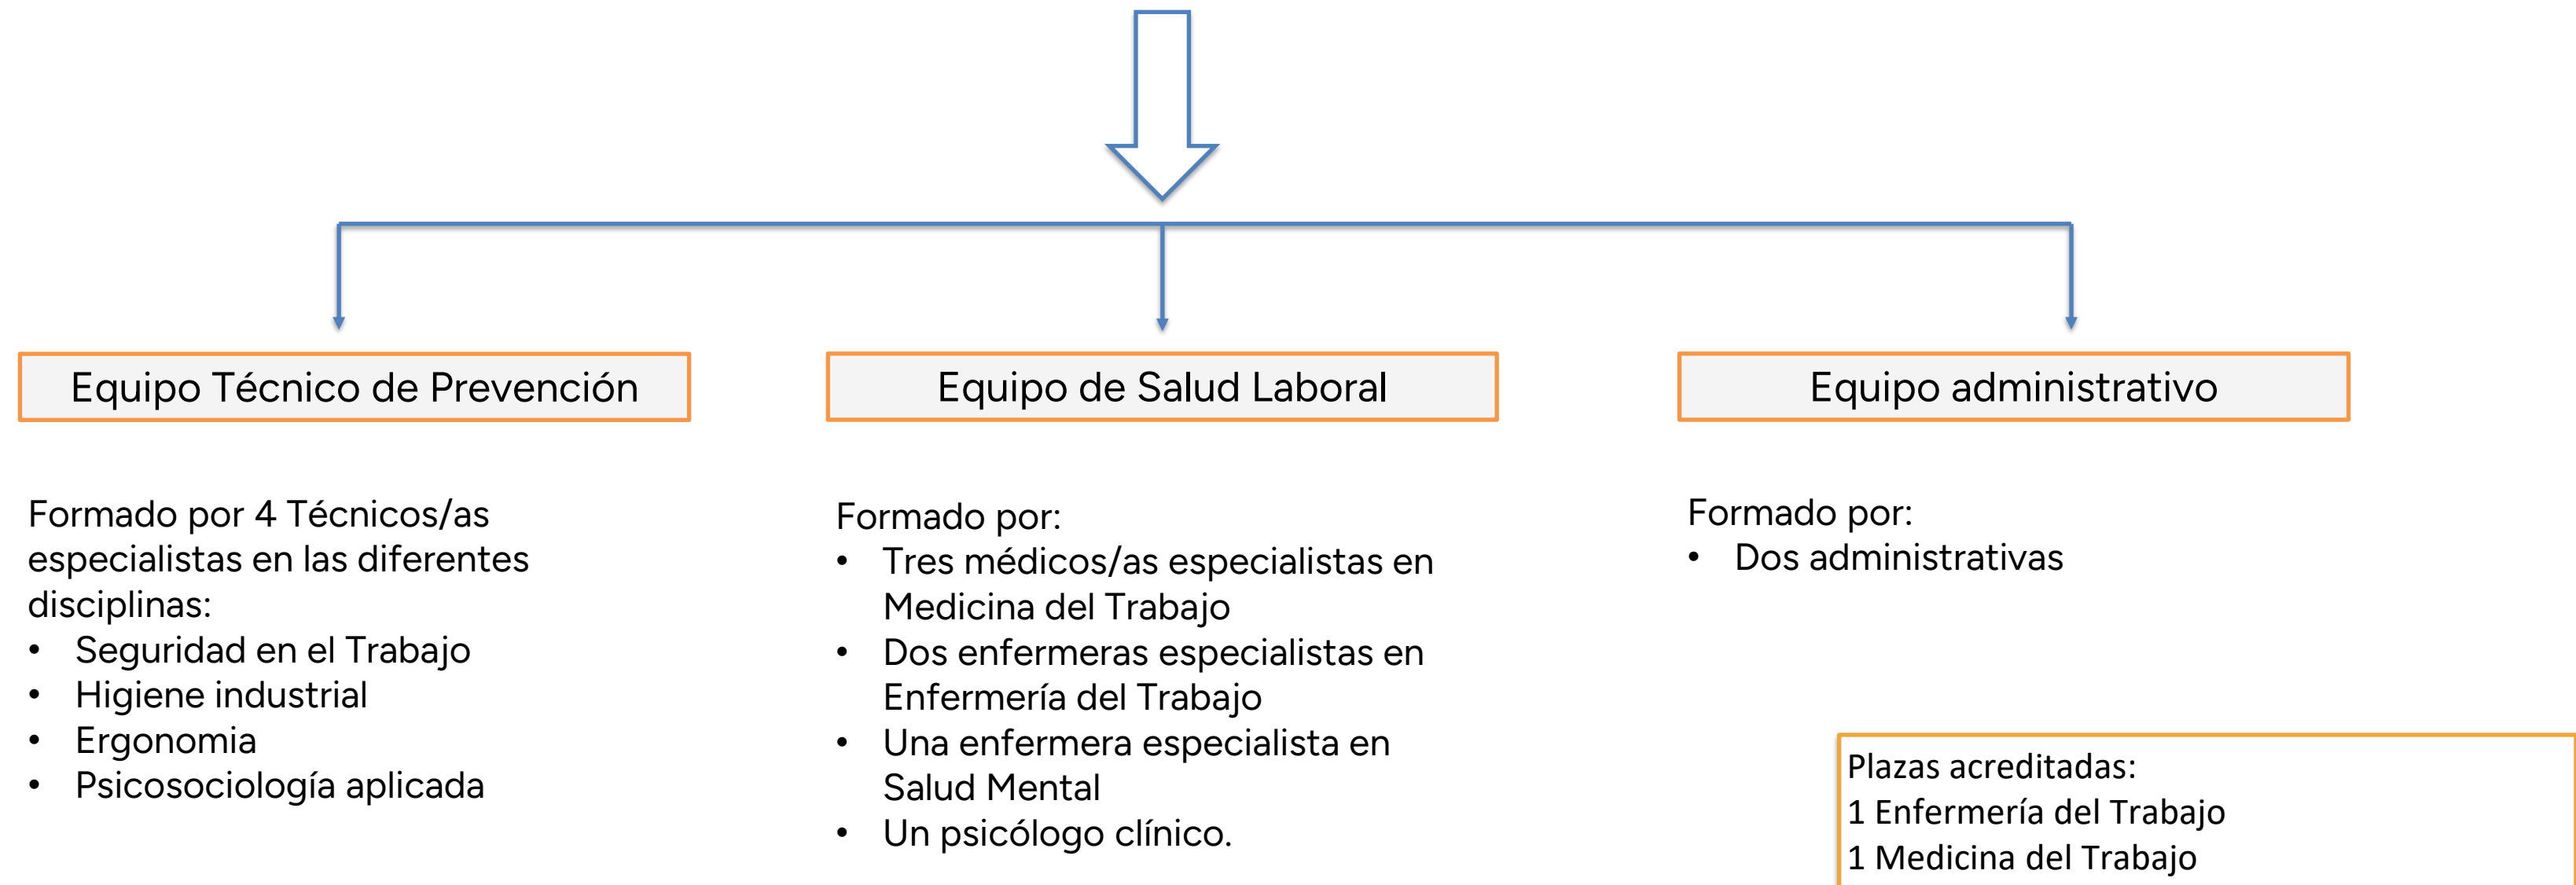 Equipo Técnico de Prevención
Formado por 4 Técnicos/as
especialistas en las diferentes
disciplinas:
• Seguridad en el Trabajo
• Higiene industrial
• Ergonomia
• Psicosociología aplicada
Equipo de Salud Laboral
Formado por:
• Tres médicos/as especialistas en
Medicina del Trabajo
• Dos enfermeras especialistas en
Enfermería del Trabajo
• Una enfermera especialista en
Salud Mental
• Un psicólogo clínico.
Equipo administrativo
Formado por:
• Dos administrativas
Plazas acreditadas:
1 Enfermería del Trabajo
1 Medicina del Trabajo